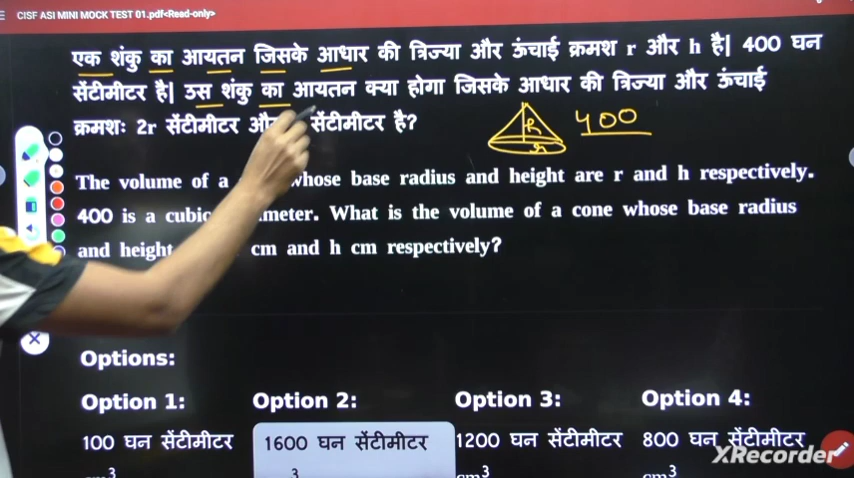 CISF ASI MINI MOCK TEST 01.pdf<Read-only>
एक शंकु का आयतन जिसके आधार की त्रिज्या और ऊंचाई क्रमश r और h है| 400 घन
सेंटीमीटर है| उस शंकु का आयतन क्या होगा जिसके आधार की त्रिज्या और ऊंचाई
क्रमशः 2r सेंटीमीटर सेंटीमीटर है?
h 400
r
The volume of a whose base radius and height are r and h respectively.
400 is a cubic What is the volume of a cone whose base radius
and height cm and h cm respectively?
Options:
Option 1: Option 2: Option 3: Option 4:
100 घन सेंटीमीटर 1600 घन सेंटीमीटर 1200 घन सेंटीमीटर 800 घन सेंटीमीटर
XRecorder
cm³ cm³